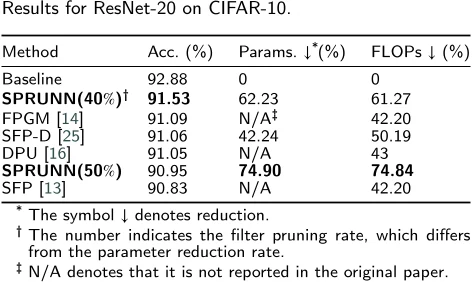 Results for ResNet-20 on CIFAR-10.
Method Acc. (%) Params. ↓*(%) FLOPs ↓ (%)
Baseline 92.88 0 0
SPRUNN(40%)† 91.53 62.23 61.27
FPGM [14] 91.09 N/A‡ 42.20
SFP-D [25] 91.06 42.24 50.19
DPU [16] 91.05 N/A 43
SPRUNN(50%) 90.95 74.90 74.84
SFP [13] 90.83 N/A 42.20
* The symbol ↓ denotes reduction.
† The number indicates the filter pruning rate, which differs
from the parameter reduction rate.
‡ N/A denotes that it is not reported in the original paper.